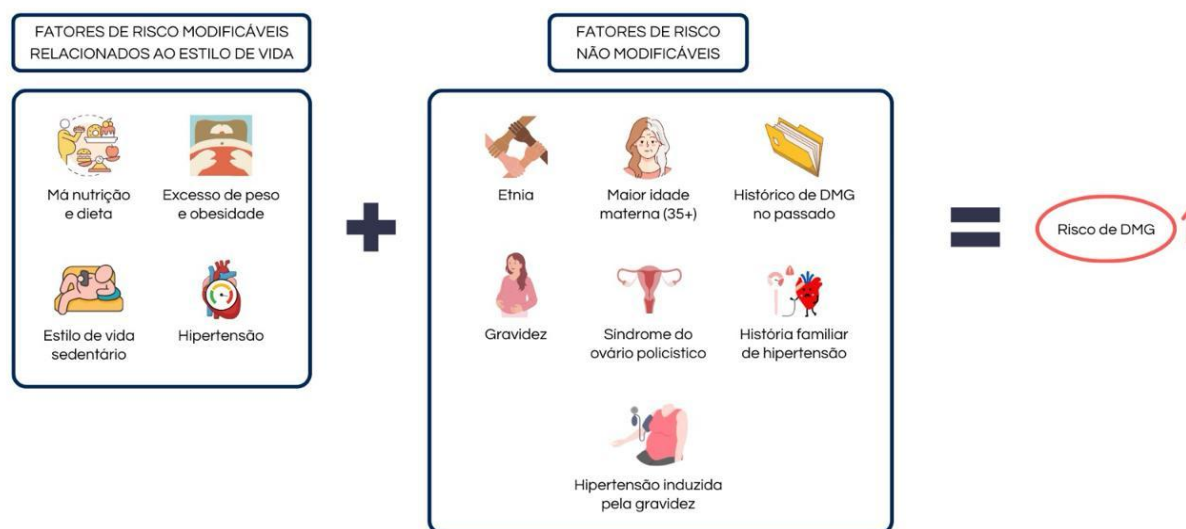 FATORES DE RISCO MODIFICÁVEIS
RELACIONADOS AO ESTILO DE VIDA
Má nutrição
e dieta
Excesso de peso
e obesidade
Estilo de vida
sedentário
Hipertensão
FATORES DE RISCO
NÃO MODIFICÁVEIS
Etnia
Maior idade
materna (35+)
Histórico de DMG
no passado
Gravidez
Síndrome do
ovário policístico
História familiar
de hipertensão
Hipertensão induzida
pela gravidez
Risco de DMG